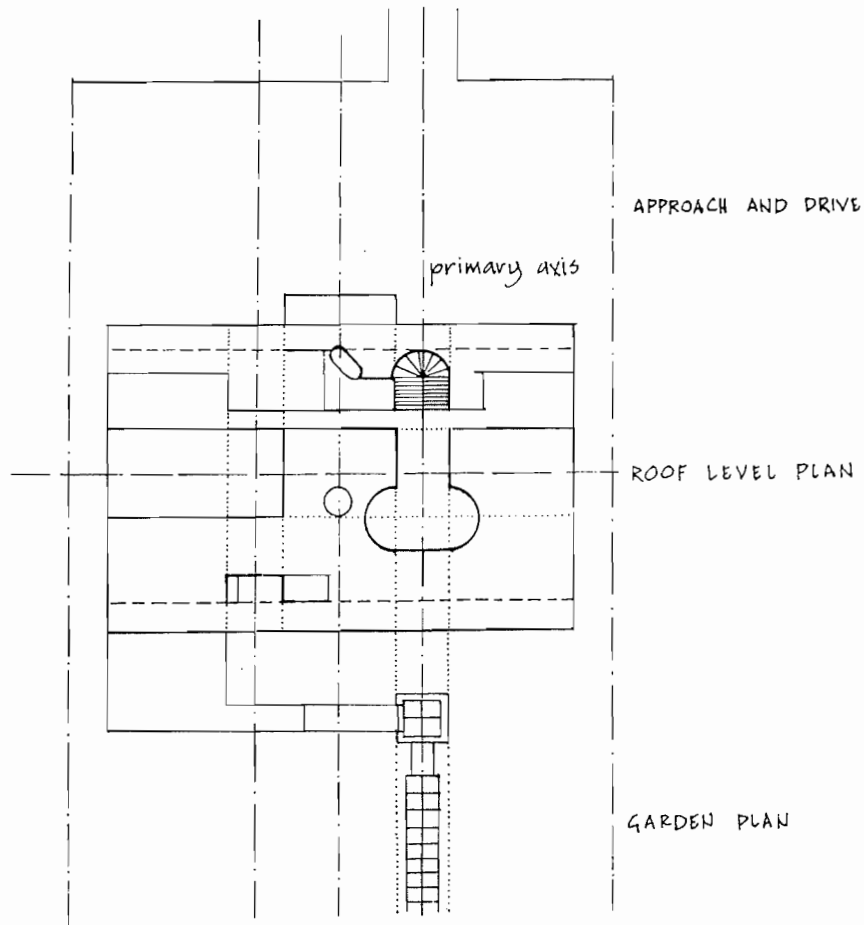 APPROACH AND DRIVE
primary axis
ROOF LEVEL PLAN
GARDEN PLAN